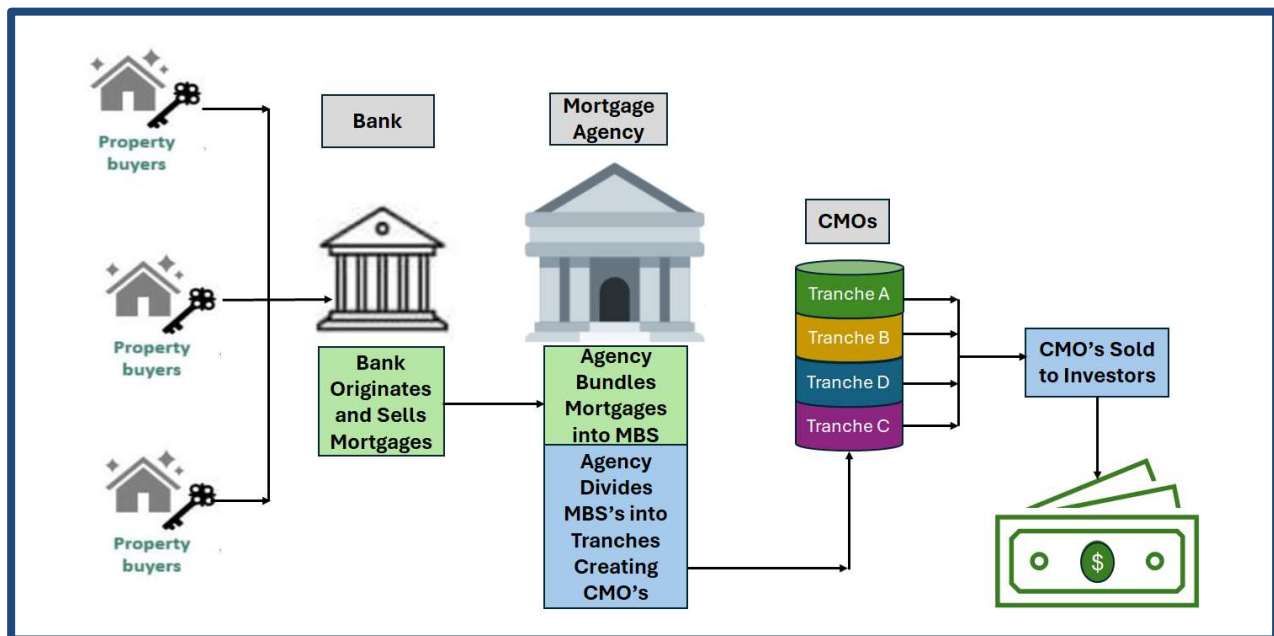 Property
buyers
Property
buyers
Property
buyers
Bank
Bank
Originates
and Sells
Mortgages
Mortgage
Agency
Agency
Bundles
Mortgages
into MBS
Agency
Divides
MBS's into
Tranches
Creating
CMO's
CMOs
Tranche A
Tranche B
Tranche D
Tranche C
CMO's Sold
to Investors
$